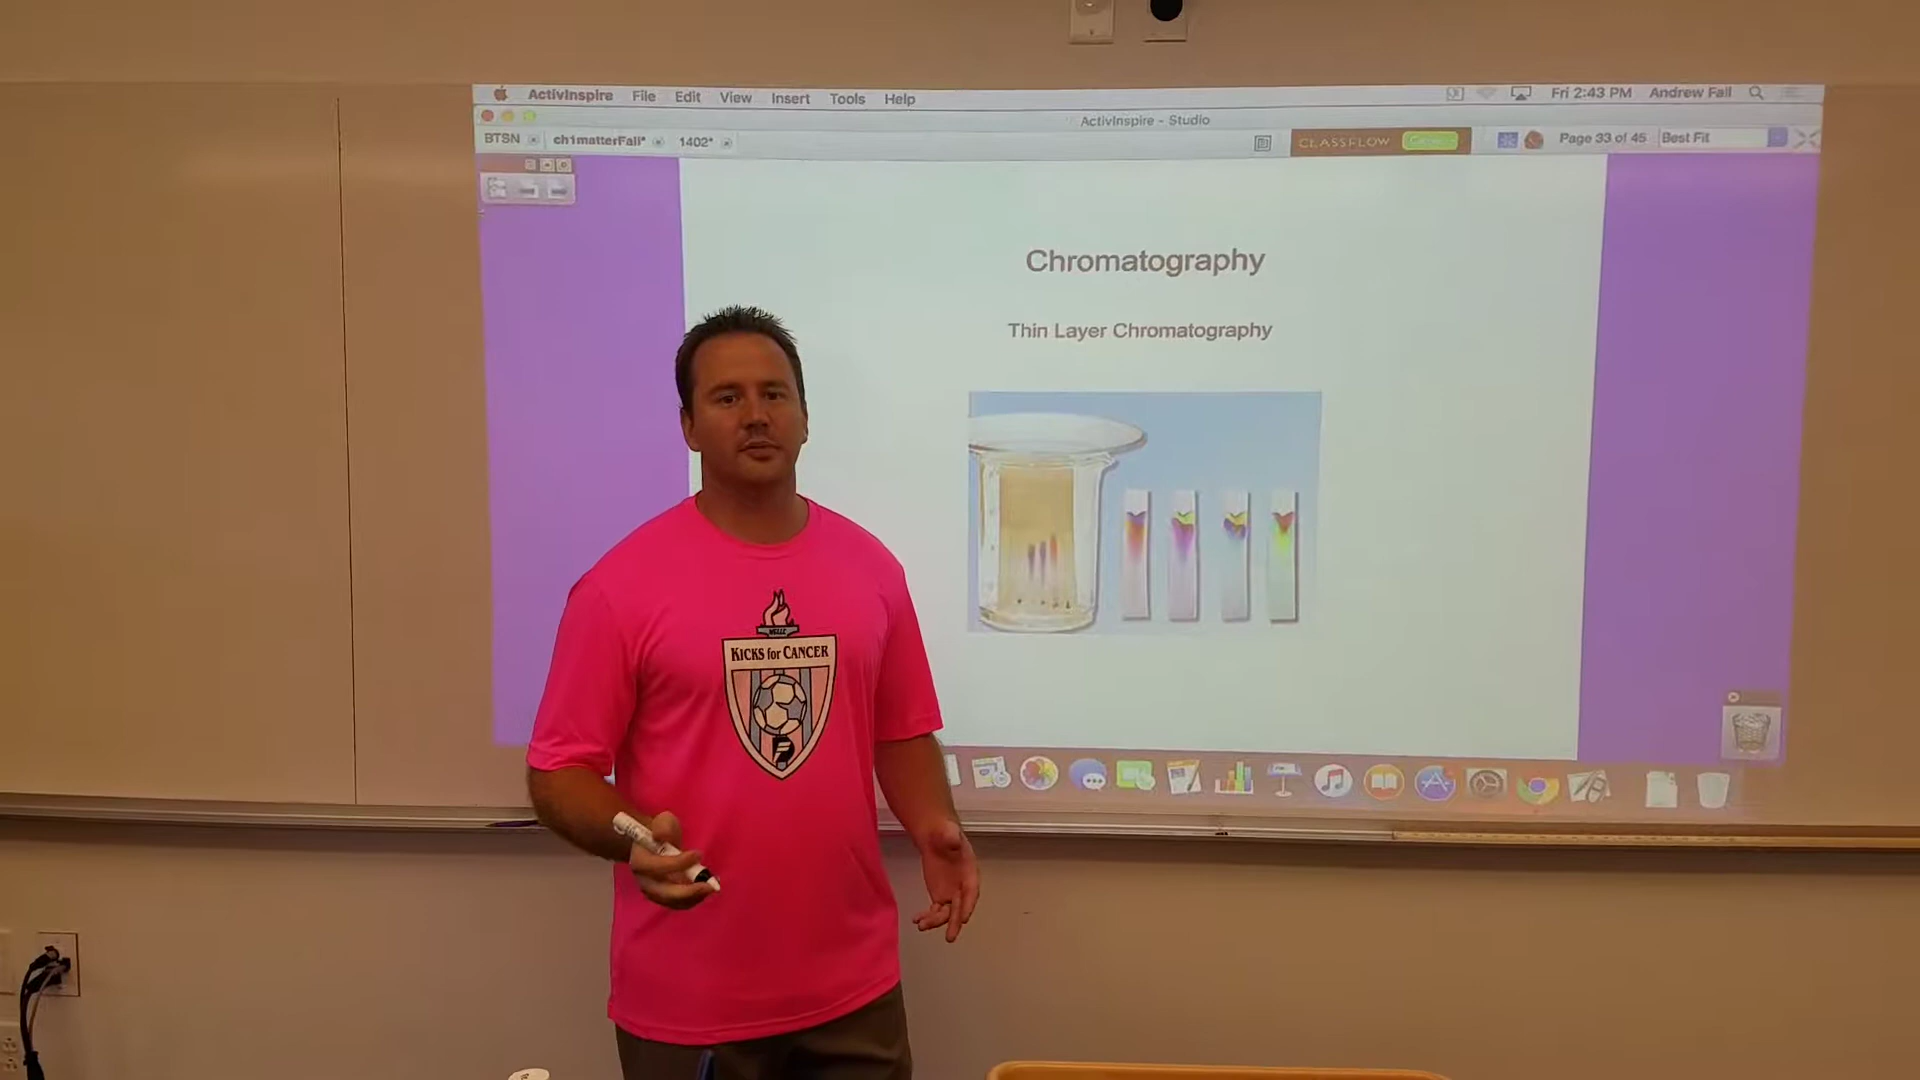 ActivInspire File Edit View Insert Tools Help
Fri 2:43 PM Andrew Fall
ActivInspire - Studio
BTSN ch1matterFall* 1402*
CLASSFLOW
Page 33 of 45 Best Fit
Chromatography
Thin Layer Chromatography
KICKS for CANCER